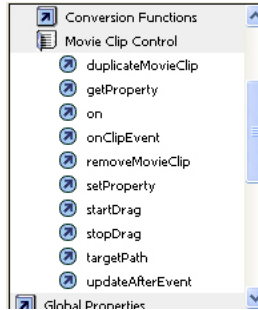 Conversion Functions
Movie Clip Control
duplicateMovieClip
getProperty
on
onClipEvent
removeMovieClip
setProperty
startDrag
stopDrag
targetPath
updateAfterEvent
Global Properties